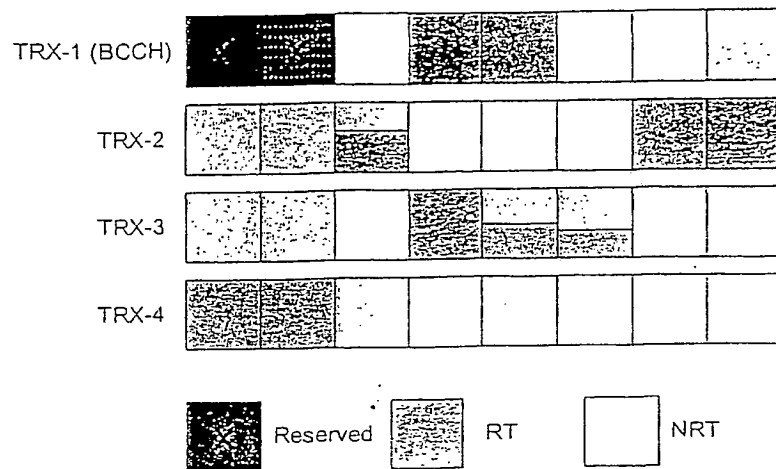 TRX-1 (BCCH)
TRX-2
TRX-3
TRX-4
Reserved
RT
NRT